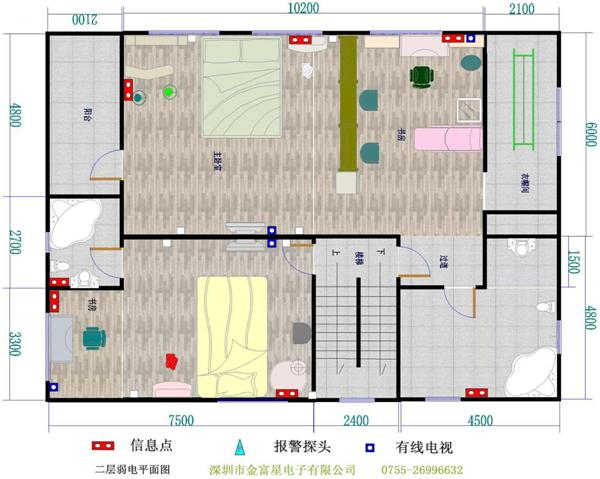 2100
10200
2100
4800
2700
3300
6000
1500
4800
阳台
主卧室
书房
衣帽间
书房
上
楼梯
下
过道
7500
2400
4500
信息点
报警探头
有线电视
二层弱电平面图
深圳市金富星电子有限公司
0755-26996632